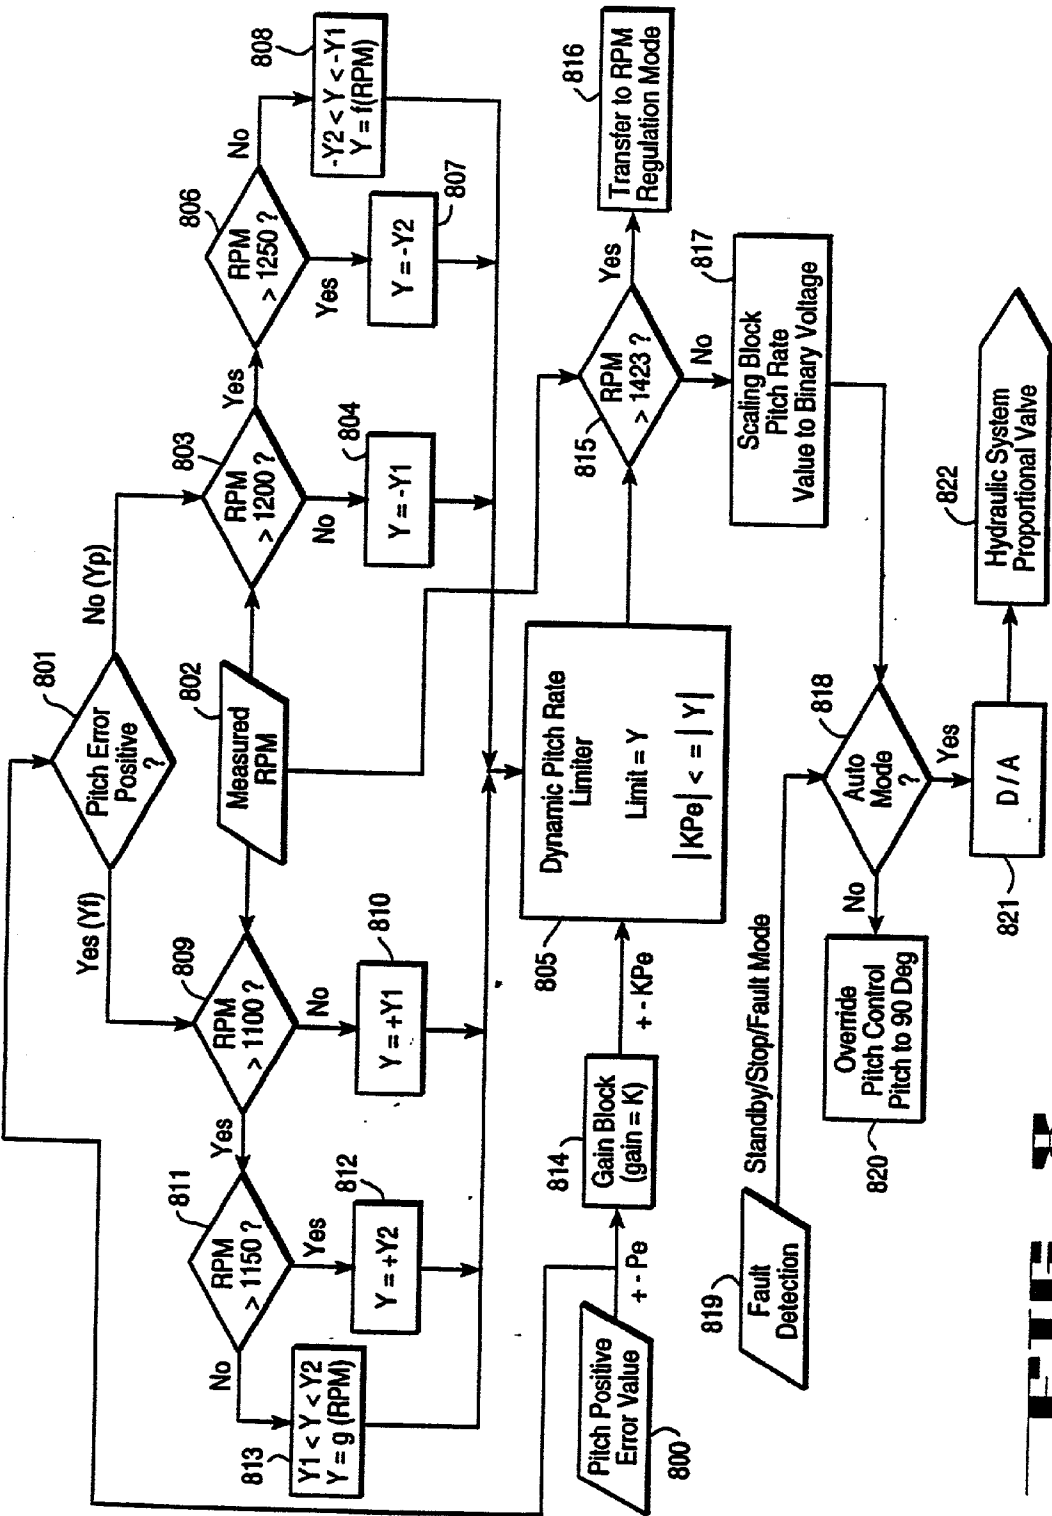 801
Pitch Error
Positive
?
Yes (Yf)
No (Yp)
802
Measured
RPM
809
RPM
> 1100 ?
Yes
No
810
Y = +Y1
811
RPM
> 1150 ?
No
Yes
812
Y = +Y2
813
Y1 < Y < Y2
Y = g (RPM)
803
RPM
> 1200 ?
Yes
No
804
Y = -Y1
806
RPM
> 1250 ?
No
Yes
807
Y = -Y2
808
-Y2 < Y < -Y1
Y = f(RPM)
800
Pitch Positive
Error Value
+ - Pe
814
Gain Block
(gain = K)
+ - KPe
805
Dynamic Pitch Rate
Limiter
Limit = Y
|KPe| < = |Y|
815
RPM
> 1423 ?
Yes
No
816
Transfer to RPM
Regulation Mode
817
Scaling Block
Pitch Rate
Value to Binary Voltage
819
Fault
Detection
Standby/Stop/Fault Mode
818
Auto
Mode
?
No
Yes
820
Override
Pitch Control
Pitch to 90 Deg
821
D / A
822
Hydraulic System
Proportional Valve